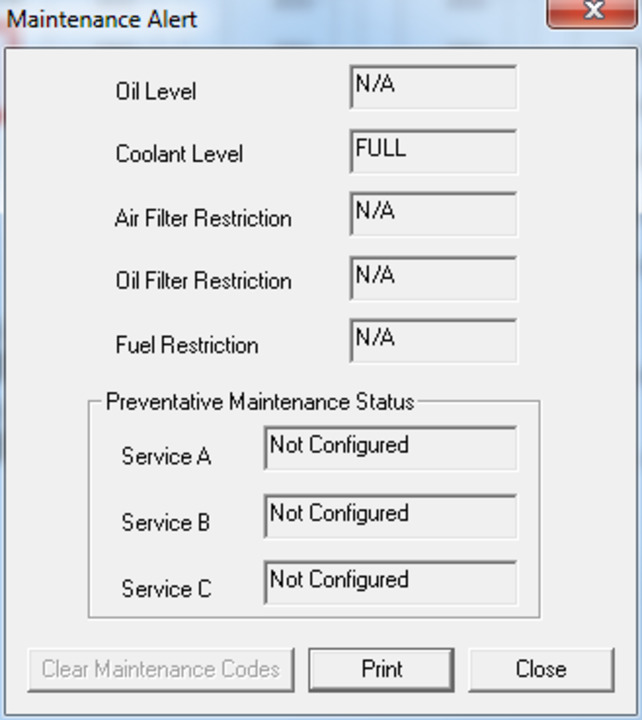 Maintenance Alert
Oil Level N/A
Coolant Level FULL
Air Filter Restriction N/A
Oil Filter Restriction N/A
Fuel Restriction N/A
Preventative Maintenance Status
Service A Not Configured
Service B Not Configured
Service C Not Configured
Clear Maintenance Codes Print Close